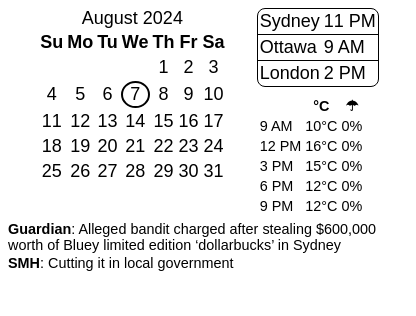 August 2024
Su Mo Tu We Th Fr Sa
1 2 3
4 5 6 7 8 9 10
11 12 13 14 15 16 17
18 19 20 21 22 23 24
25 26 27 28 29 30 31
Sydney 11 PM
Ottawa 9 AM
London 2 PM
°C ☂
9 AM 10°C 0%
12 PM 16°C 0%
3 PM 15°C 0%
6 PM 12°C 0%
9 PM 12°C 0%
Guardian: Alleged bandit charged after stealing $600,000
worth of Bluey limited edition ‘dollarbucks’ in Sydney
SMH: Cutting it in local government